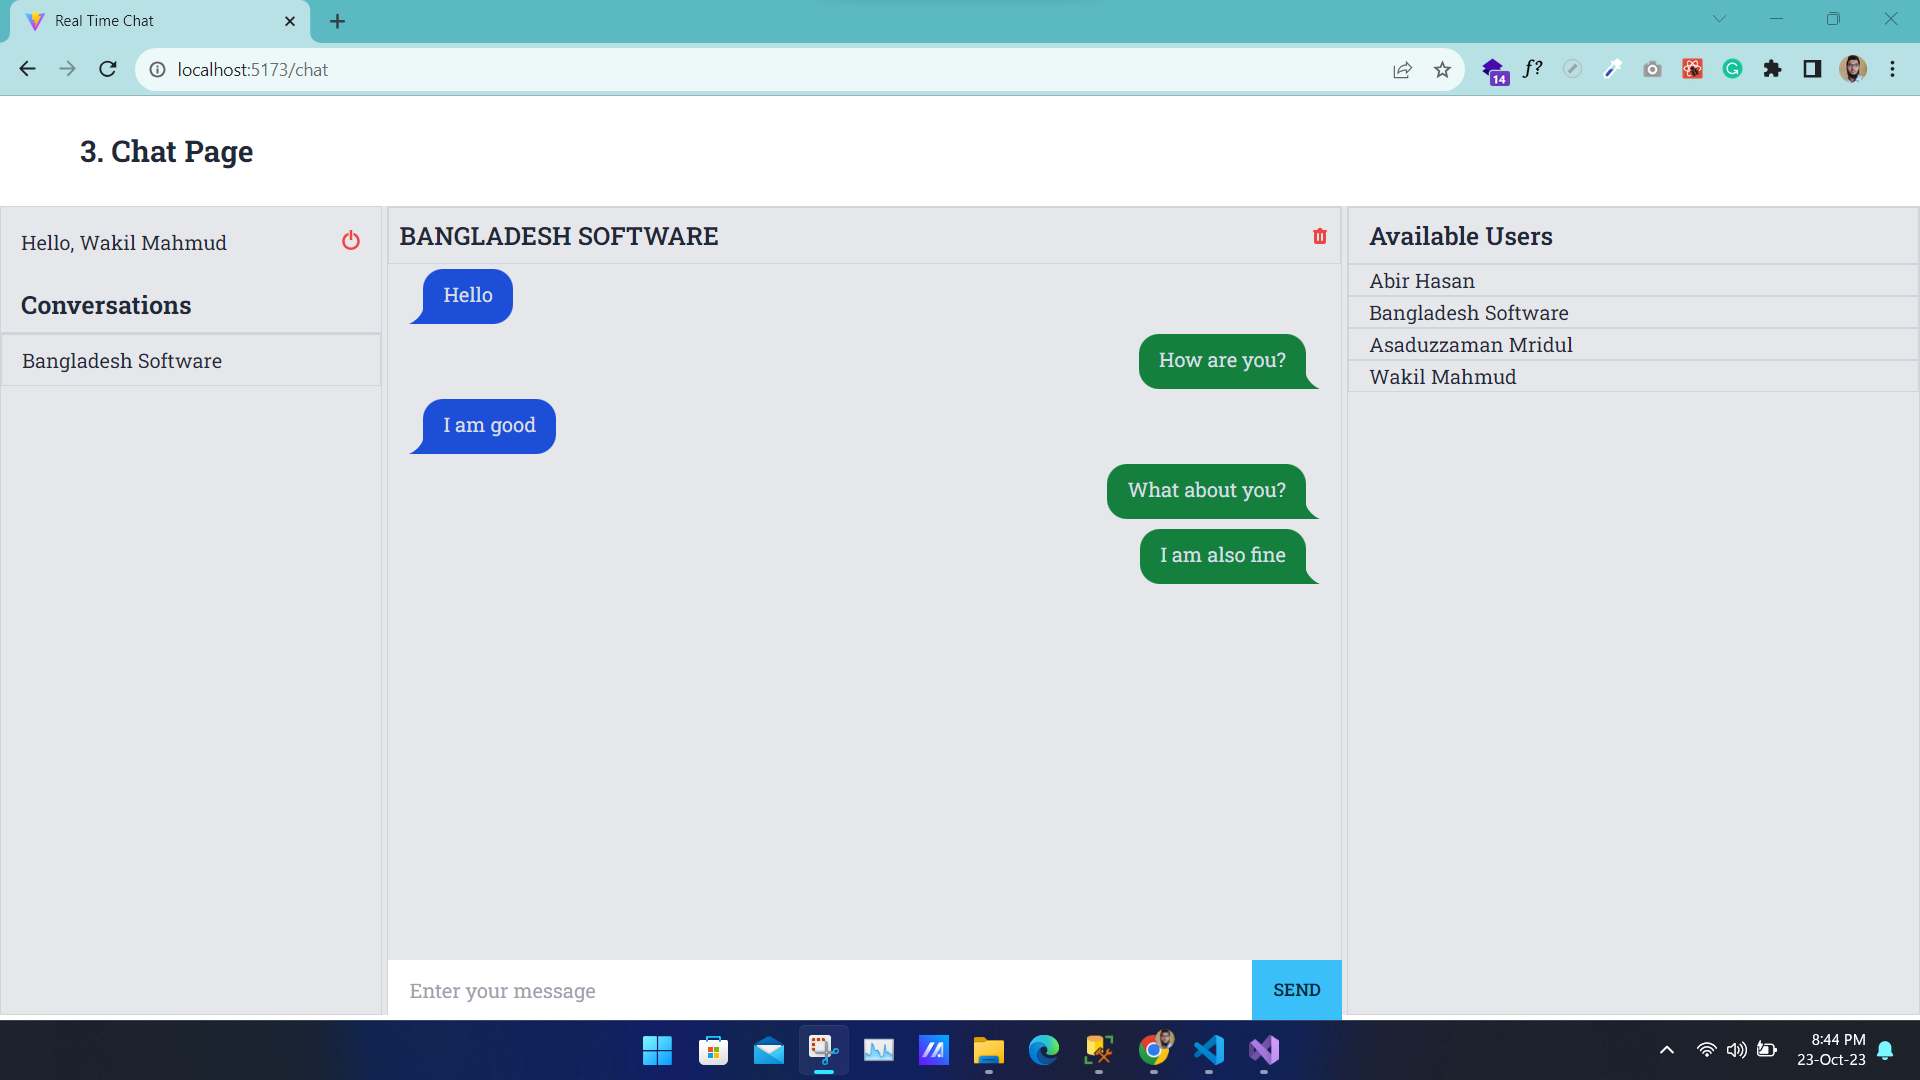 Real Time Chat
localhost:5173/chat
14
f?
3. Chat Page
Hello, Wakil Mahmud
Conversations
Bangladesh Software
BANGLADESH SOFTWARE
Hello
How are you?
I am good
What about you?
I am also fine
Enter your message
SEND
Available Users
Abir Hasan
Bangladesh Software
Asaduzzaman Mridul
Wakil Mahmud
8:44 PM
23-Oct-23